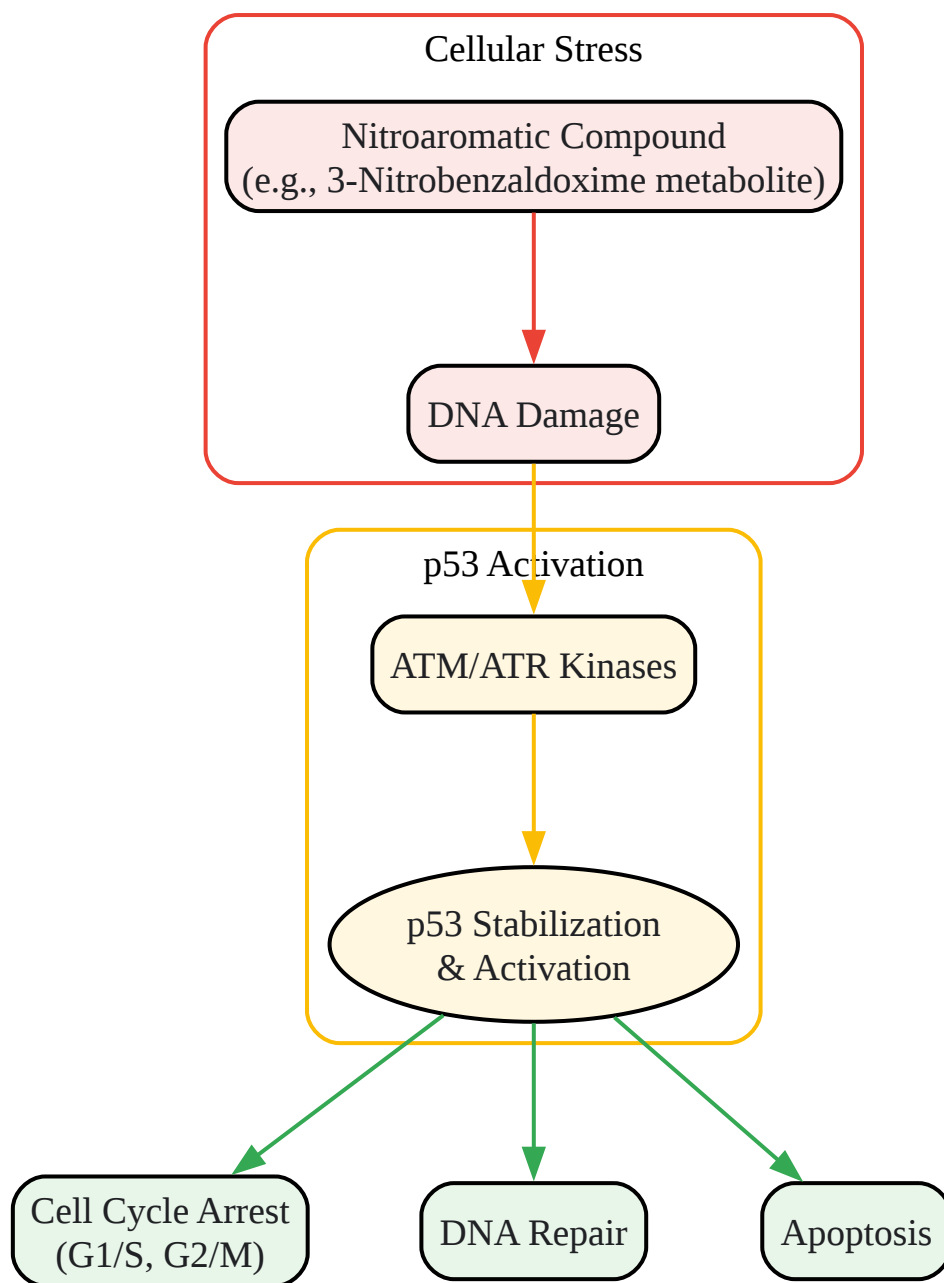 Cellular Stress
Nitroaromatic Compound
(e.g., 3-Nitrobenzaldoxime metabolite)
DNA Damage
p53 Activation
ATM/ATR Kinases
p53 Stabilization
& Activation
Cell Cycle Arrest
(G1/S, G2/M)
DNA Repair
Apoptosis